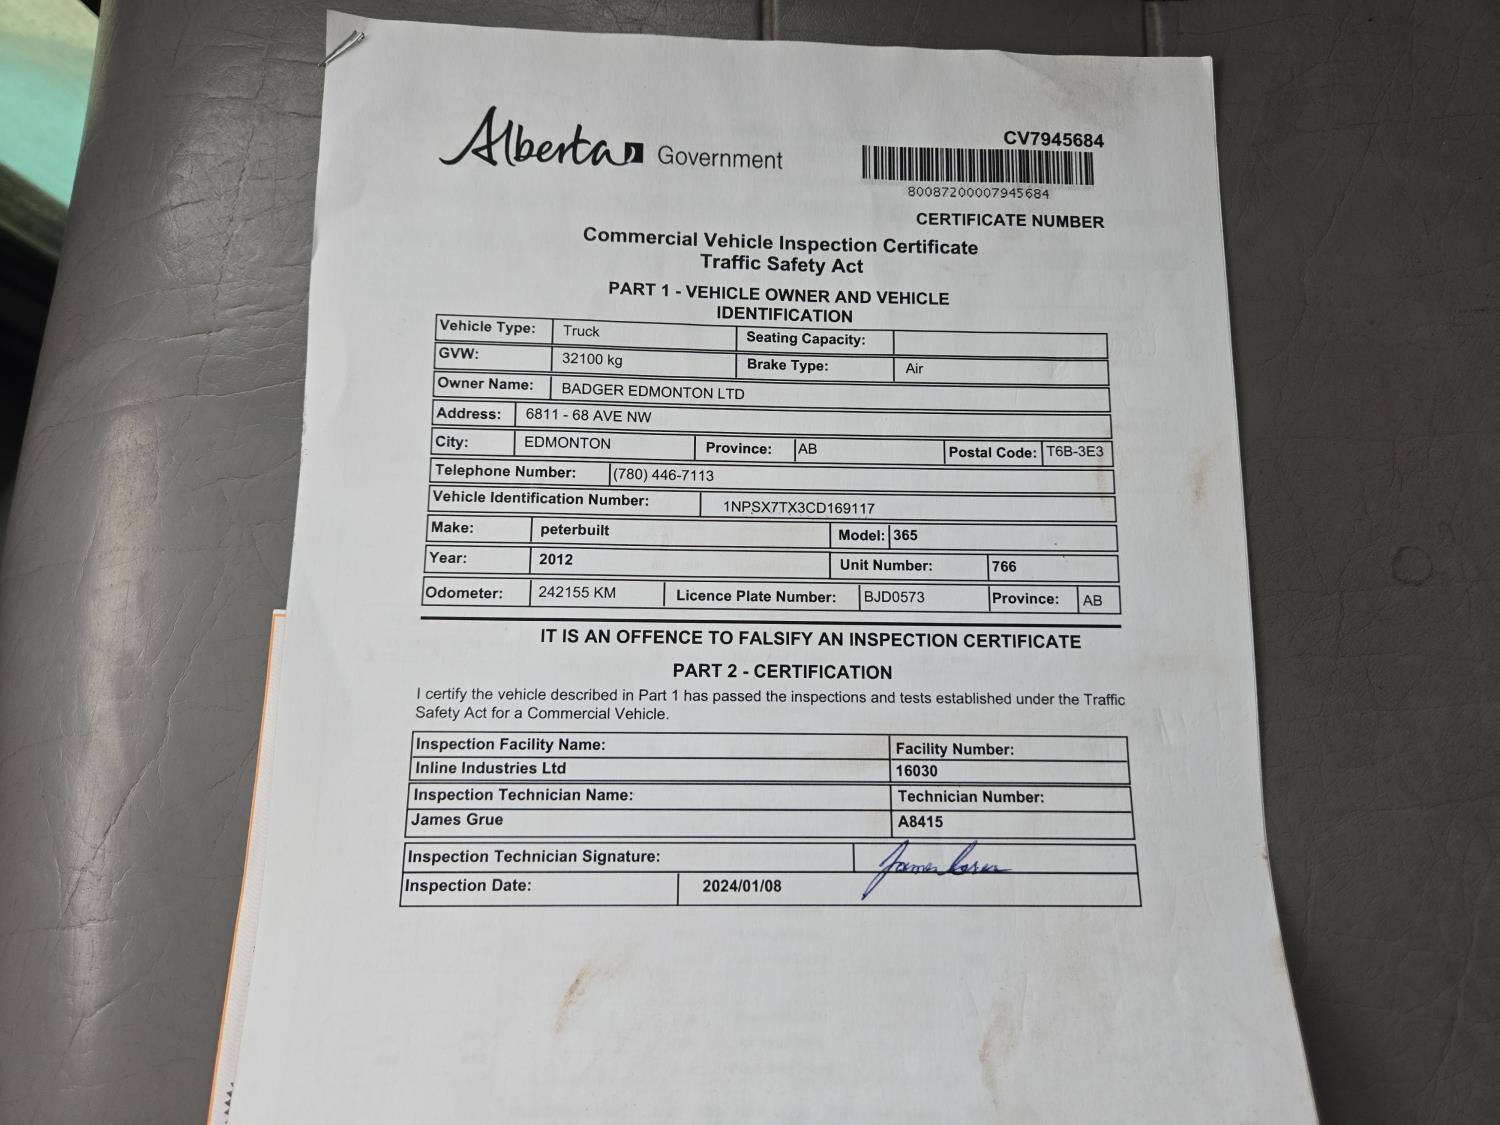 Alberta Government
CV7945684
80087200007945684
CERTIFICATE NUMBER
Commercial Vehicle Inspection Certificate
Traffic Safety Act
PART 1 - VEHICLE OWNER AND VEHICLE
IDENTIFICATION
Vehicle Type: Truck Seating Capacity:
GVW: 32100 kg Brake Type: Air
Owner Name: BADGER EDMONTON LTD
Address: 6811 - 68 AVE NW
City: EDMONTON Province: AB Postal Code: T6B-3E3
Telephone Number: (780) 446-7113
Vehicle Identification Number: 1NPSX7TX3CD169117
Make: peterbuilt Model: 365
Year: 2012 Unit Number: 766
Odometer: 242155 KM Licence Plate Number: BJD0573 Province: AB
IT IS AN OFFENCE TO FALSIFY AN INSPECTION CERTIFICATE
PART 2 - CERTIFICATION
I certify the vehicle described in Part 1 has passed the inspections and tests established under the Traffic
Safety Act for a Commercial Vehicle.
Inspection Facility Name: Facility Number:
Inline Industries Ltd 16030
Inspection Technician Name: Technician Number:
James Grue A8415
Inspection Technician Signature:
Inspection Date: 2024/01/08